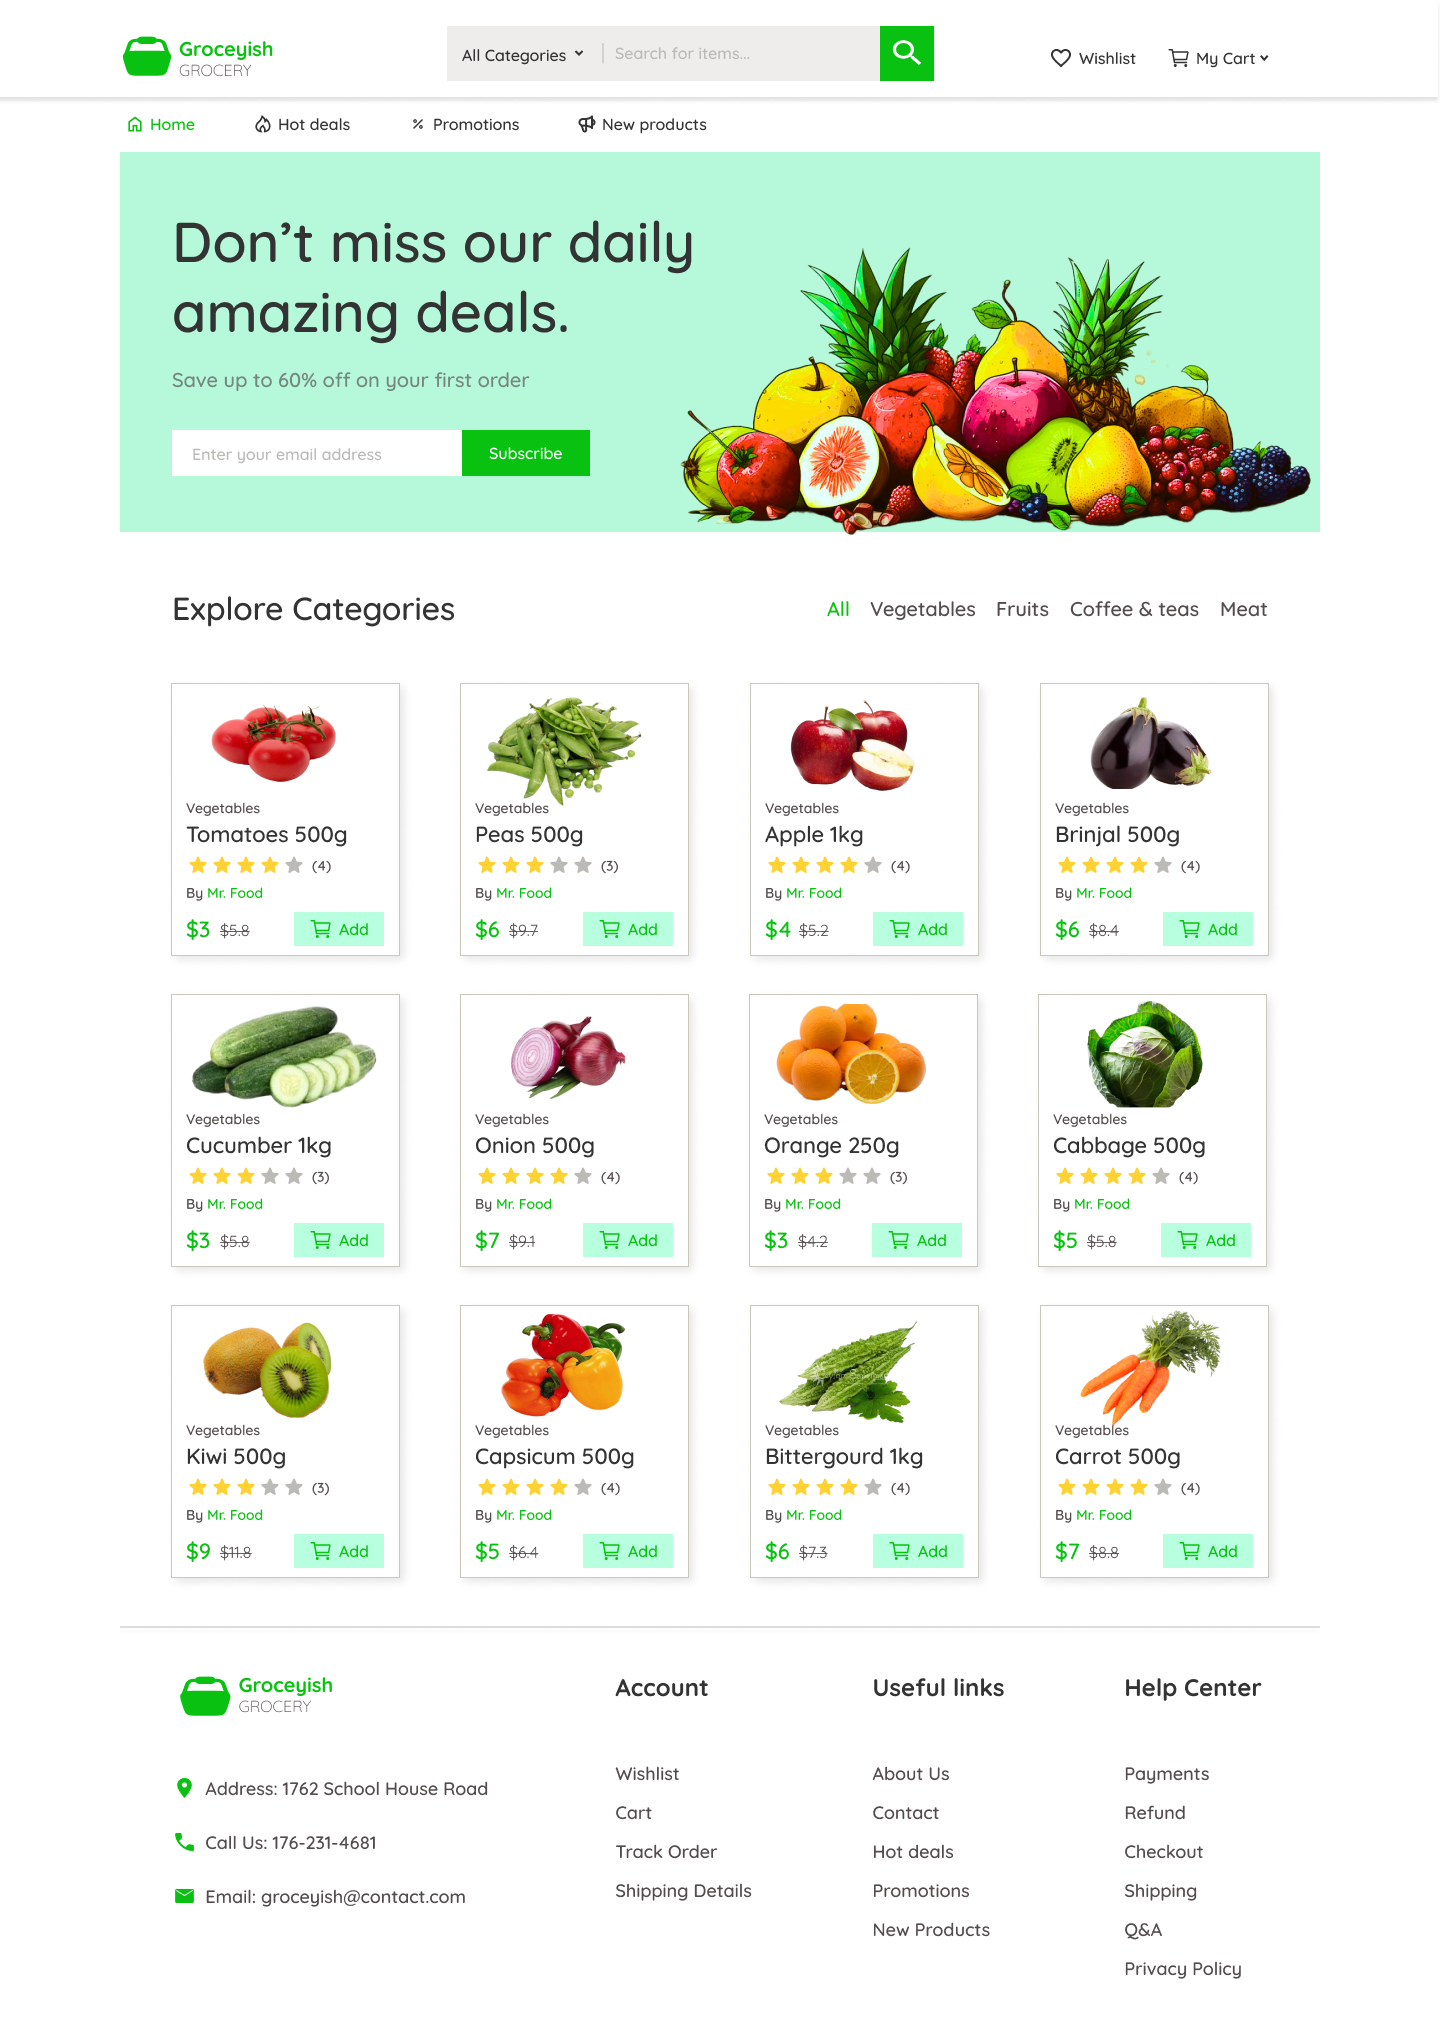 Groceyish
GROCERY
All Categories
Search for items...
Wishlist
My Cart
Home
Hot deals
Promotions
New products
Don’t miss our daily
amazing deals.
Save up to 60% off on your first order
Enter your email address
Subscribe
Explore Categories
All
Vegetables
Fruits
Coffee & teas
Meat
Vegetables
Tomatoes 500g
(4)
By Mr. Food
$3 $5.8
Add
Vegetables
Peas 500g
(3)
By Mr. Food
$6 $9.7
Add
Vegetables
Apple 1kg
(4)
By Mr. Food
$4 $5.2
Add
Vegetables
Brinjal 500g
(4)
By Mr. Food
$6 $8.4
Add
Vegetables
Cucumber 1kg
(3)
By Mr. Food
$3 $5.8
Add
Vegetables
Onion 500g
(4)
By Mr. Food
$7 $9.1
Add
Vegetables
Orange 250g
(3)
By Mr. Food
$3 $4.2
Add
Vegetables
Cabbage 500g
(4)
By Mr. Food
$5 $5.8
Add
Vegetables
Kiwi 500g
(3)
By Mr. Food
$9 $11.8
Add
Vegetables
Capsicum 500g
(4)
By Mr. Food
$5 $6.4
Add
Vegetables
Bittergourd 1kg
(4)
By Mr. Food
$6 $7.3
Add
Vegetables
Carrot 500g
(4)
By Mr. Food
$7 $8.8
Add
Groceyish
GROCERY
Address: 1762 School House Road
Call Us: 176-231-4681
Email: groceyish@contact.com
Account
Wishlist
Cart
Track Order
Shipping Details
Useful links
About Us
Contact
Hot deals
Promotions
New Products
Help Center
Payments
Refund
Checkout
Shipping
Q&A
Privacy Policy